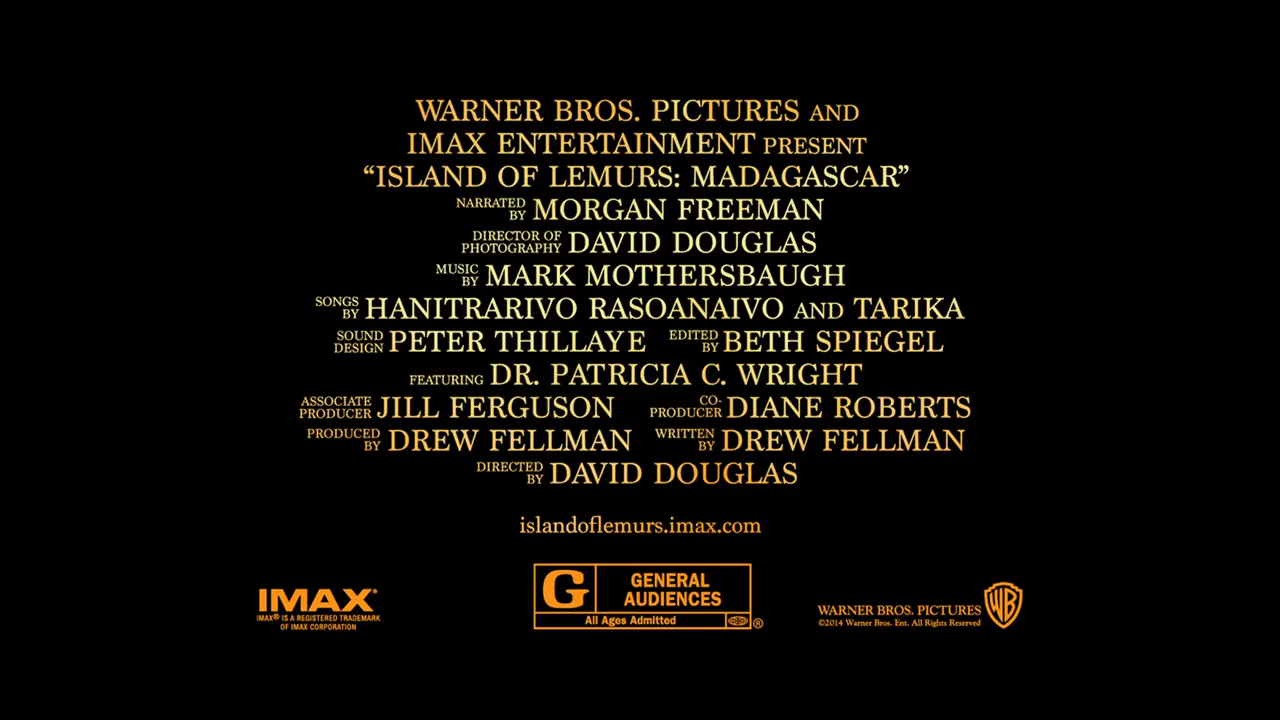 WARNER BROS. PICTURES AND
IMAX ENTERTAINMENT PRESENT
“ISLAND OF LEMURS: MADAGASCAR”
NARRATED BY MORGAN FREEMAN
DIRECTOR OF PHOTOGRAPHY DAVID DOUGLAS
MUSIC BY MARK MOTHERSBAUGH
SONGS BY HANITRARIVO RASOANAIVO AND TARIKA
SOUND DESIGN PETER THILLAYE EDITED BY BETH SPIEGEL
FEATURING DR. PATRICIA C. WRIGHT
ASSOCIATE PRODUCER JILL FERGUSON CO-PRODUCER DIANE ROBERTS
PRODUCED BY DREW FELLMAN WRITTEN BY DREW FELLMAN
DIRECTED BY DAVID DOUGLAS
islandoflemurs.imax.com
IMAX®
IMAX® IS A REGISTERED TRADEMARK
OF IMAX CORPORATION
G GENERAL
AUDIENCES
All Ages Admitted ®
WARNER BROS. PICTURES WB
©2014 Warner Bros. Ent. All Rights Reserved